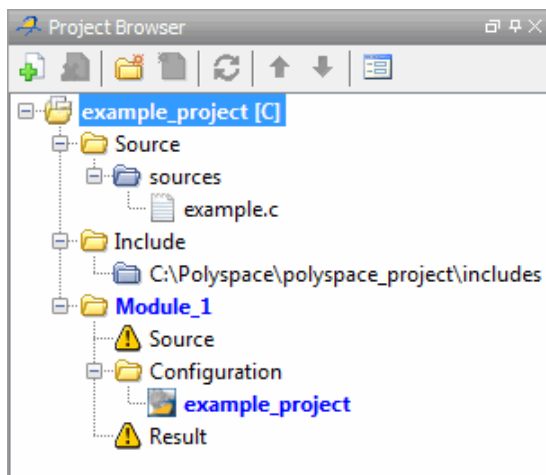 Project Browser
example_project [C]
Source
sources
example.c
Include
C:\Polyspace\polyspace_project\includes
Module_1
Source
Configuration
example_project
Result